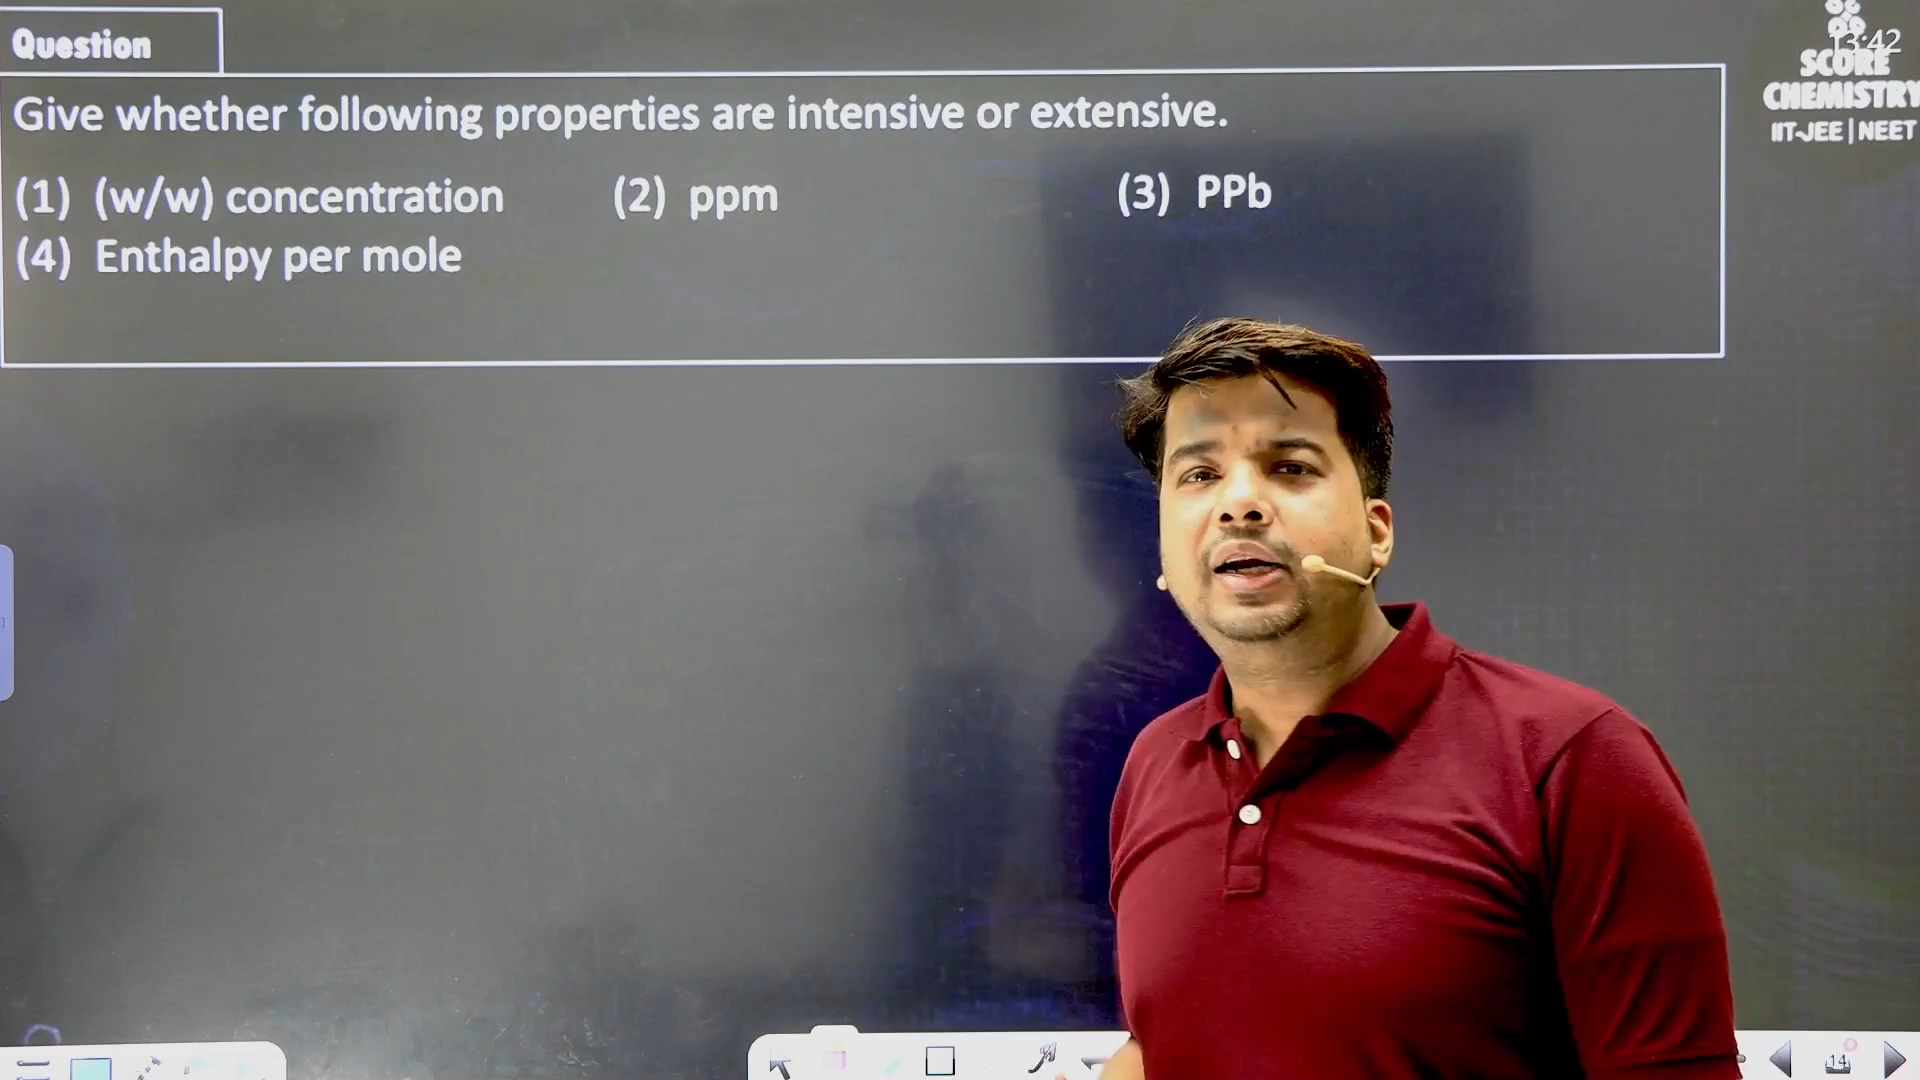 Question
13:42
SCORE
CHEMISTRY
IIT-JEE | NEET
Give whether following properties are intensive or extensive.
(1) (w/w) concentration (2) ppm (3) PPb
(4) Enthalpy per mole
14